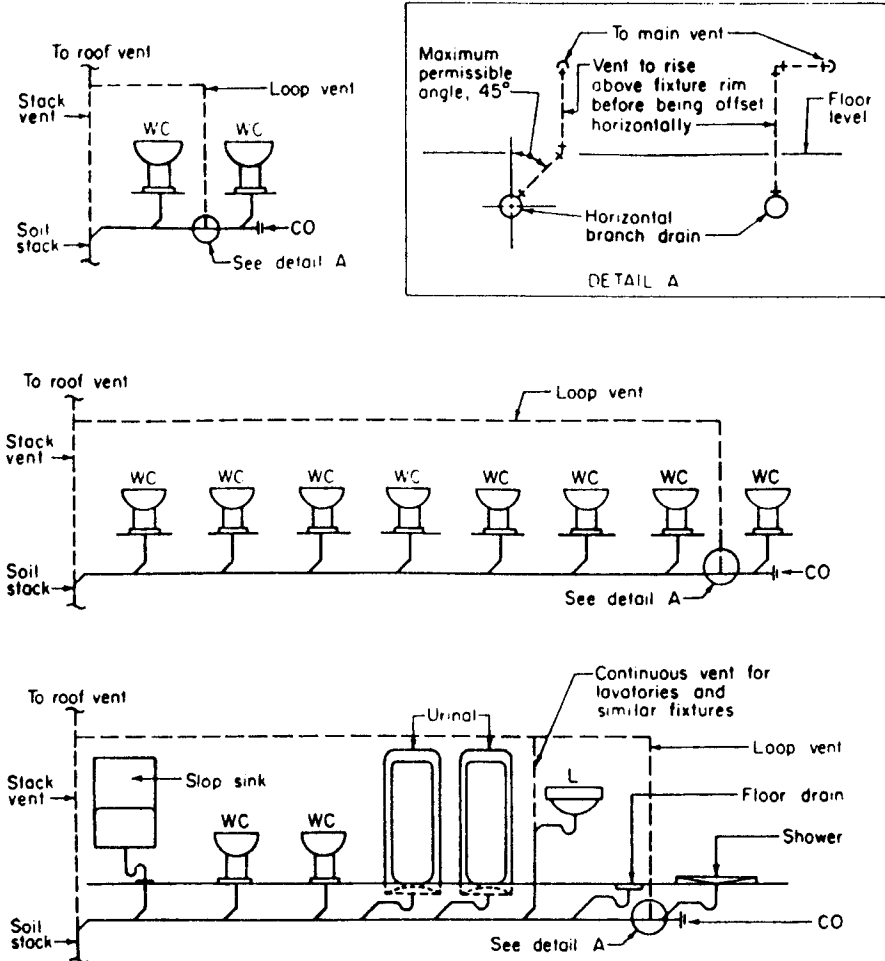 To roof vent
Loop vent
Stack
vent
WC
WC
Soil
stack
CO
See detail A
Maximum
permissible
angle, 45°
To main vent
Vent to rise
above fixture rim
before being offset
horizontally
Floor
level
Horizontal
branch drain
DETAIL A
To roof vent
Loop vent
Stack
vent
WC
WC
WC
WC
WC
WC
WC
WC
Soil
stack
CO
See detail A
To roof vent
Continuous vent for
lavatories and
similar fixtures
Urinal
Loop vent
Stack
vent
Slop sink
L
Floor drain
WC
WC
Shower
Soil
stack
CO
See detail A